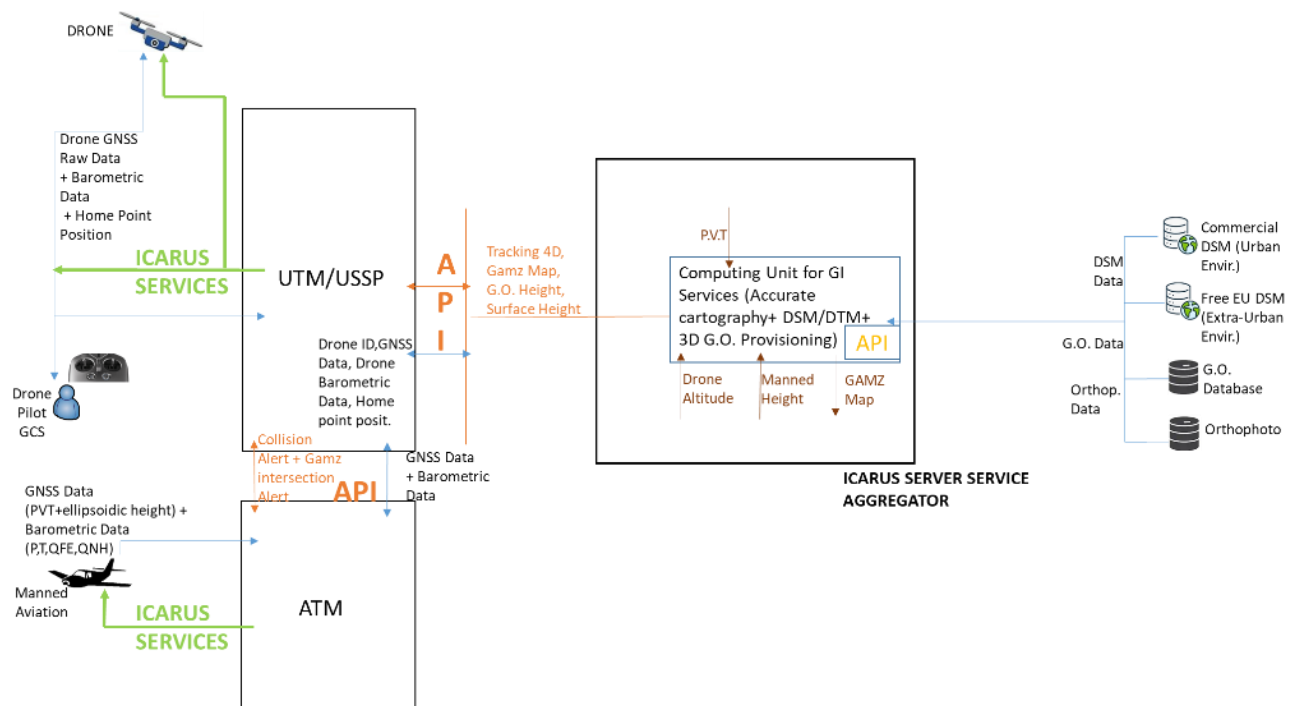 DRONE
Drone GNSS
Raw Data
+ Barometric
Data
+ Home Point
Position
ICARUS
SERVICES
UTM/USSP
A
P
I
Tracking 4D,
Gamz Map,
G.O. Height,
Surface Height
Drone ID,GNSS
Data, Drone
Barometric
Data, Home
point posit.
Drone
Pilot
GCS
Collision
Alert + Gamz
intersection
Alert
API
GNSS Data
+ Barometric
Data
GNSS Data
(PVT+ellipsoidic height) +
Barometric Data
(P,T,QFE,QNH)
Manned
Aviation
ICARUS
SERVICES
ATM
P.V.T
Computing Unit for GI
Services (Accurate
cartography+ DSM/DTM+
3D G.O. Provisioning)
API
Drone
Altitude
Manned
Height
GAMZ
Map
ICARUS SERVER SERVICE
AGGREGATOR
DSM
Data
G.O. Data
Orthop.
Data
Commercial
DSM (Urban
Envir.)
Free EU DSM
(Extra-Urban
Envir.)
G.O.
Database
Orthophoto